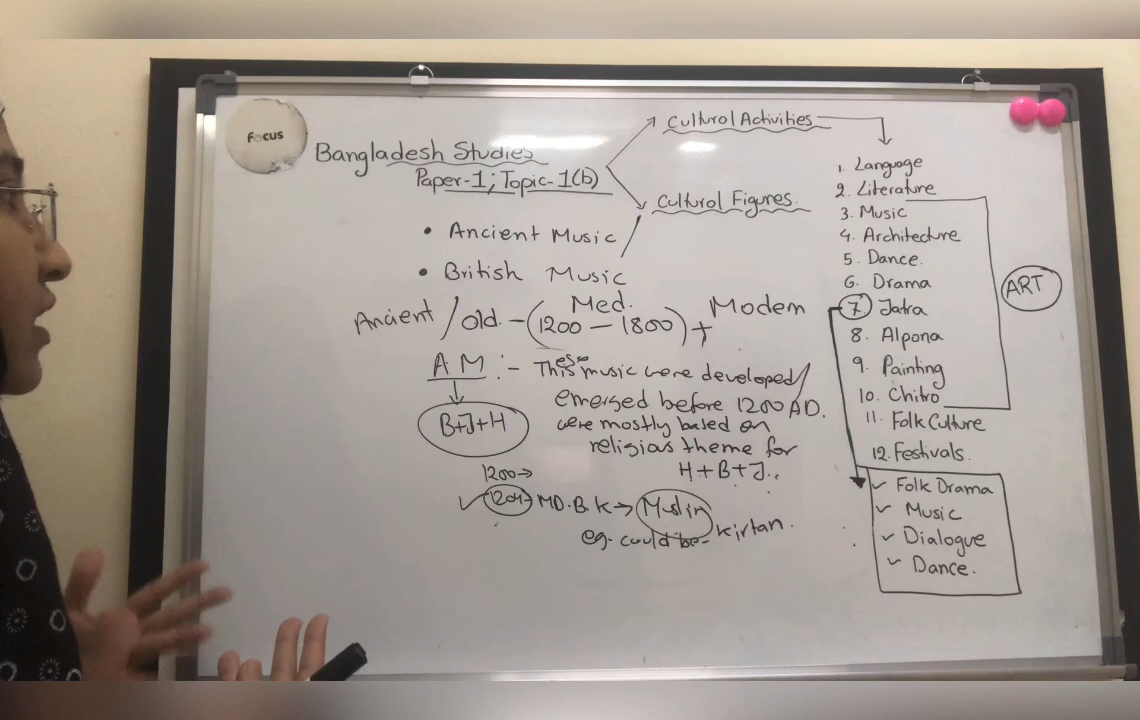 Focus
Bangladesh Studies
Paper-1; Topic-1(b)
Cultural Activities
Cultural Figures.
• Ancient Music
• British Music
Ancient / old. - (Med. 1200 - 1800) + Modern
A M :- These music were developed/
emerged before 1200 AD.
were mostly based on
religious theme for
H+B+J..
B+J+H
1200→
1204 MD.B.K→ Muslim
eg- could be- kirtan.
1. Language
2. Literature
3. Music
4. Architecture
5. Dance.
6. Drama
7. Jatra
8. Alpona
9. Painting
10. Chitro
11. Folk Culture
12. Festivals.
ART
✓ Folk Drama
✓ Music
✓ Dialogue
✓ Dance.